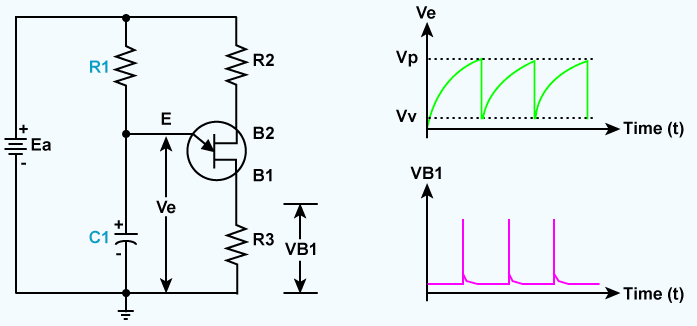 R1
R2
E
B2
B1
+
Ea
-
Ve
+
C1
-
R3
VB1
Ve
Vp
Vv
Time (t)
VB1
Time (t)